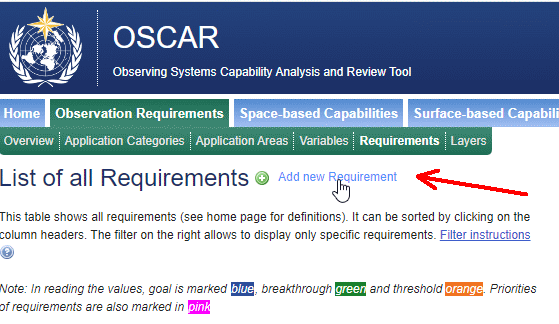 OSCAR
Observing Systems Capability Analysis and Review Tool
Home Observation Requirements Space-based Capabilities Surface-based Capabili
Overview Application Categories Application Areas Variables Requirements Layers
List of all Requirements Add new Requirement
This table shows all requirements (see home page for definitions). It can be sorted by clicking on the
column headers. The filter on the right allows to display only specific requirements. Filter instructions
Note: In reading the values, goal is marked blue, breakthrough green and threshold orange. Priorities
of requirements are also marked in pink